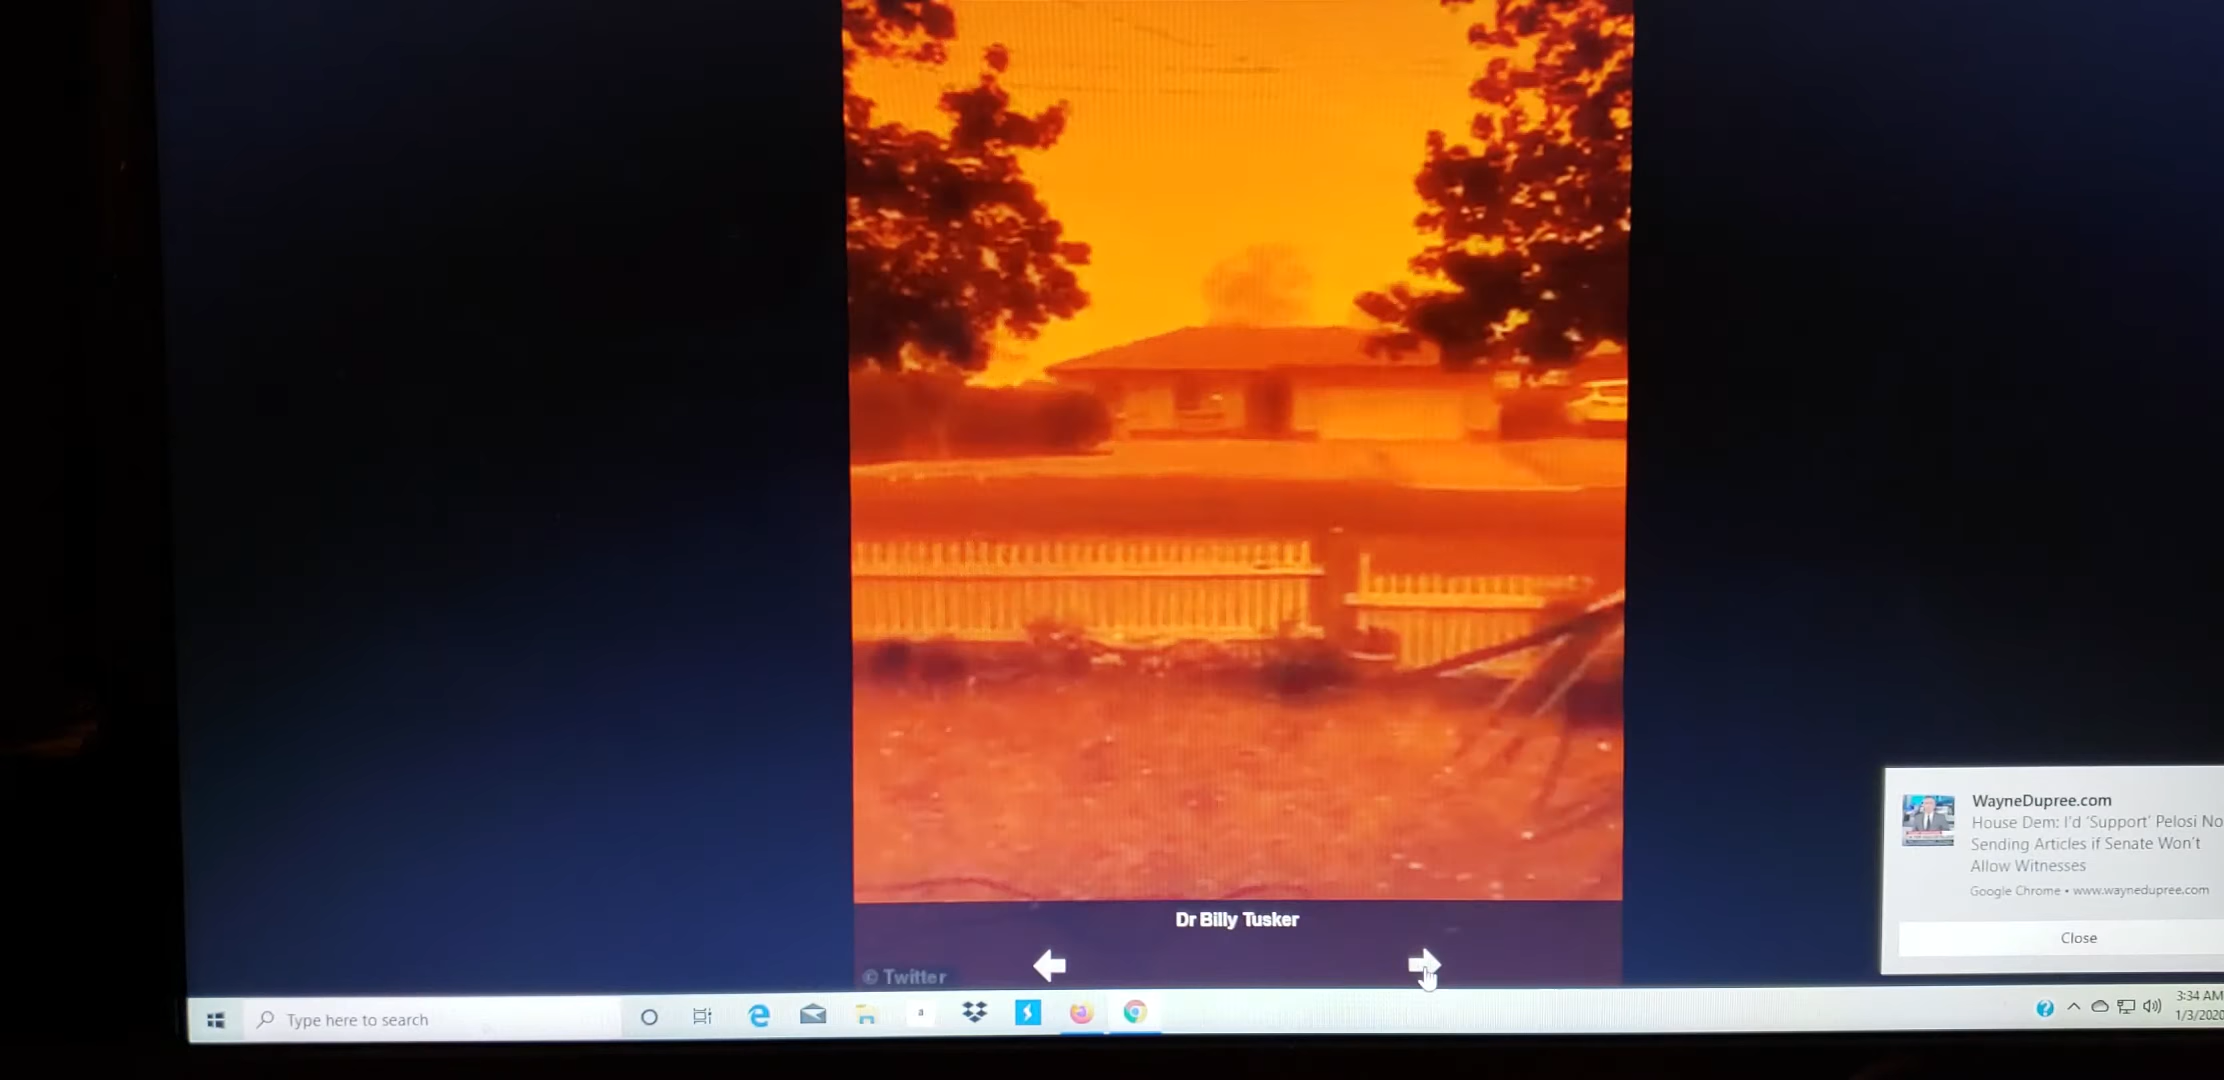 Dr Billy Tusker
© Twitter
WayneDupree.com
House Dem: I'd 'Support' Pelosi No
Sending Articles if Senate Won't
Allow Witnesses
Google Chrome • www.waynedupree.com
Close
Type here to search
a
3:34 AM
1/3/2020